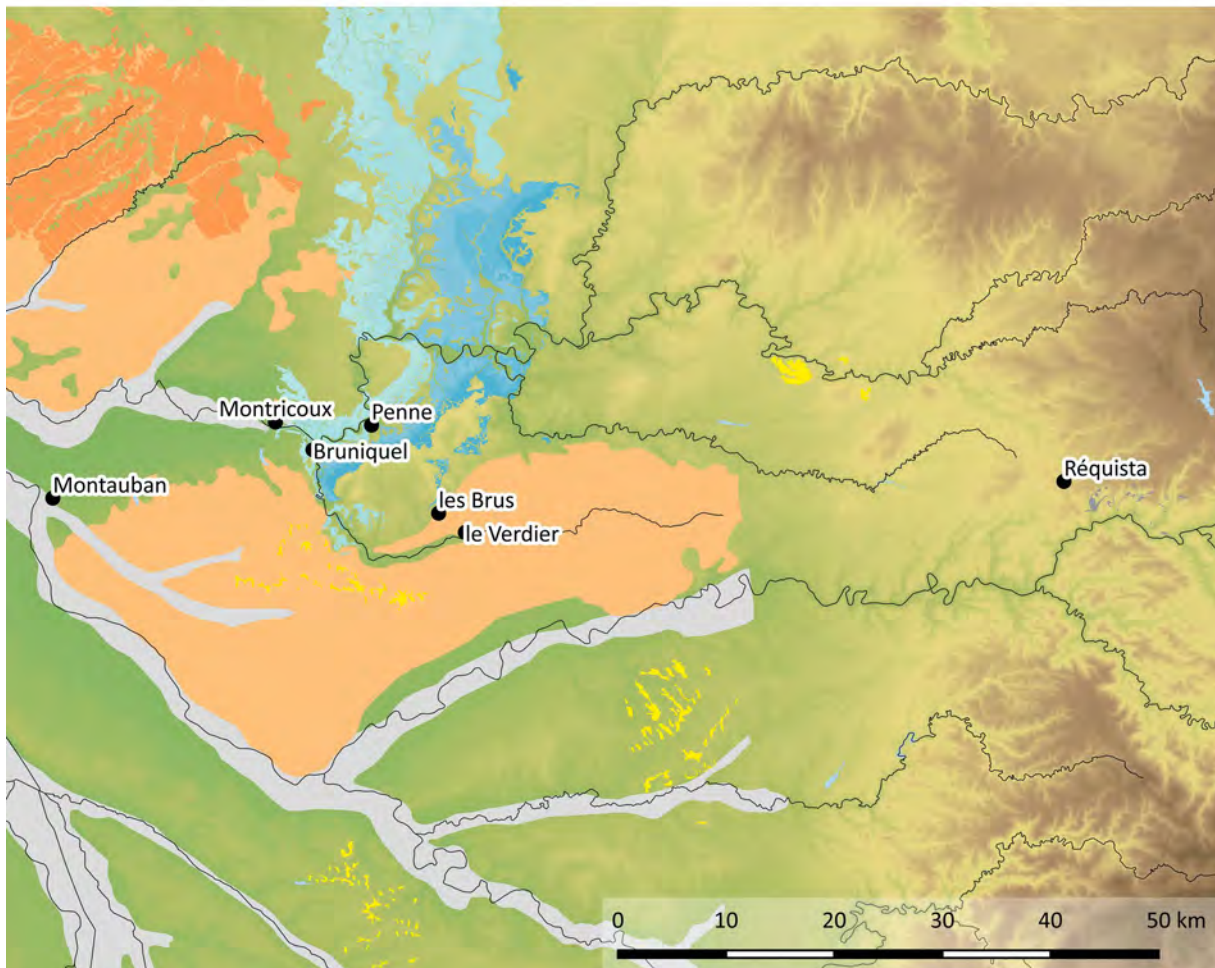 Montricoux
Penne
Bruniquel
Réquista
Montauban
les Brus
le Verdier
0 10 20 30 40 50 km